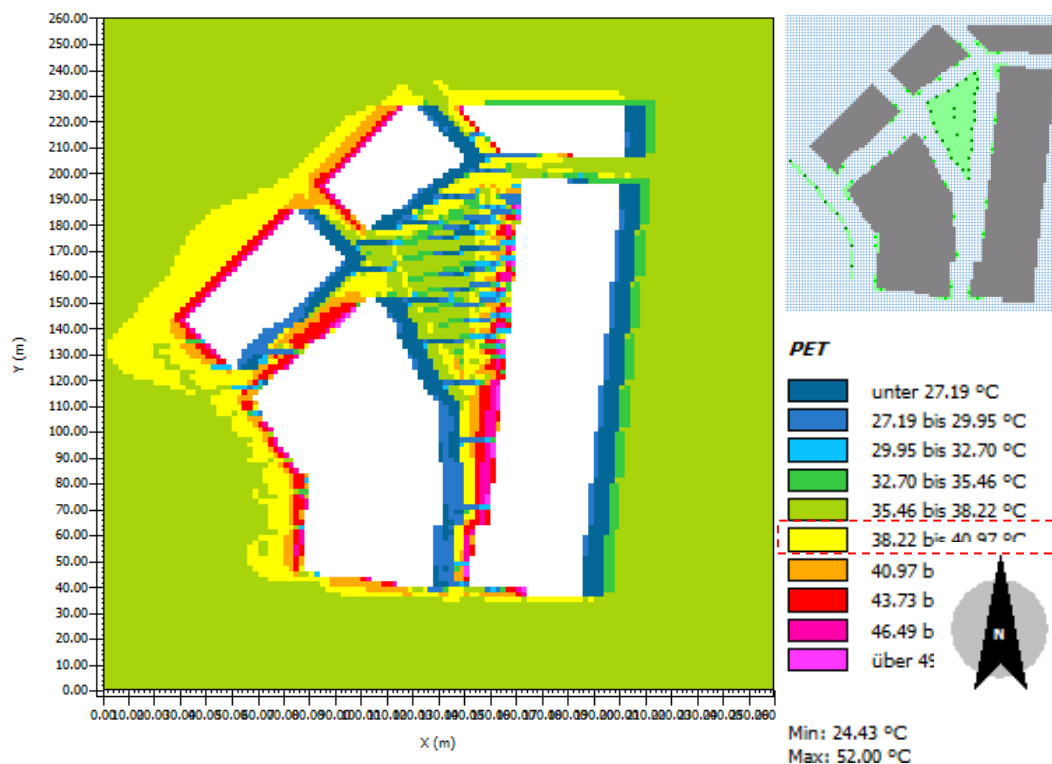 260.00
250.00
240.00
230.00
220.00
210.00
200.00
190.00
180.00
170.00
160.00
150.00
140.00
130.00
120.00
110.00
100.00
90.00
80.00
70.00
60.00
50.00
40.00
30.00
20.00
10.00
0.00
Y (m)
X (m)
PET
unter 27.19 °C
27.19 bis 29.95 °C
29.95 bis 32.70 °C
32.70 bis 35.46 °C
35.46 bis 38.22 °C
38.22 bis 40.97 °C
40.97 b
43.73 b
46.49 b
über 49
N
Min: 24.43 °C
Max: 52.00 °C